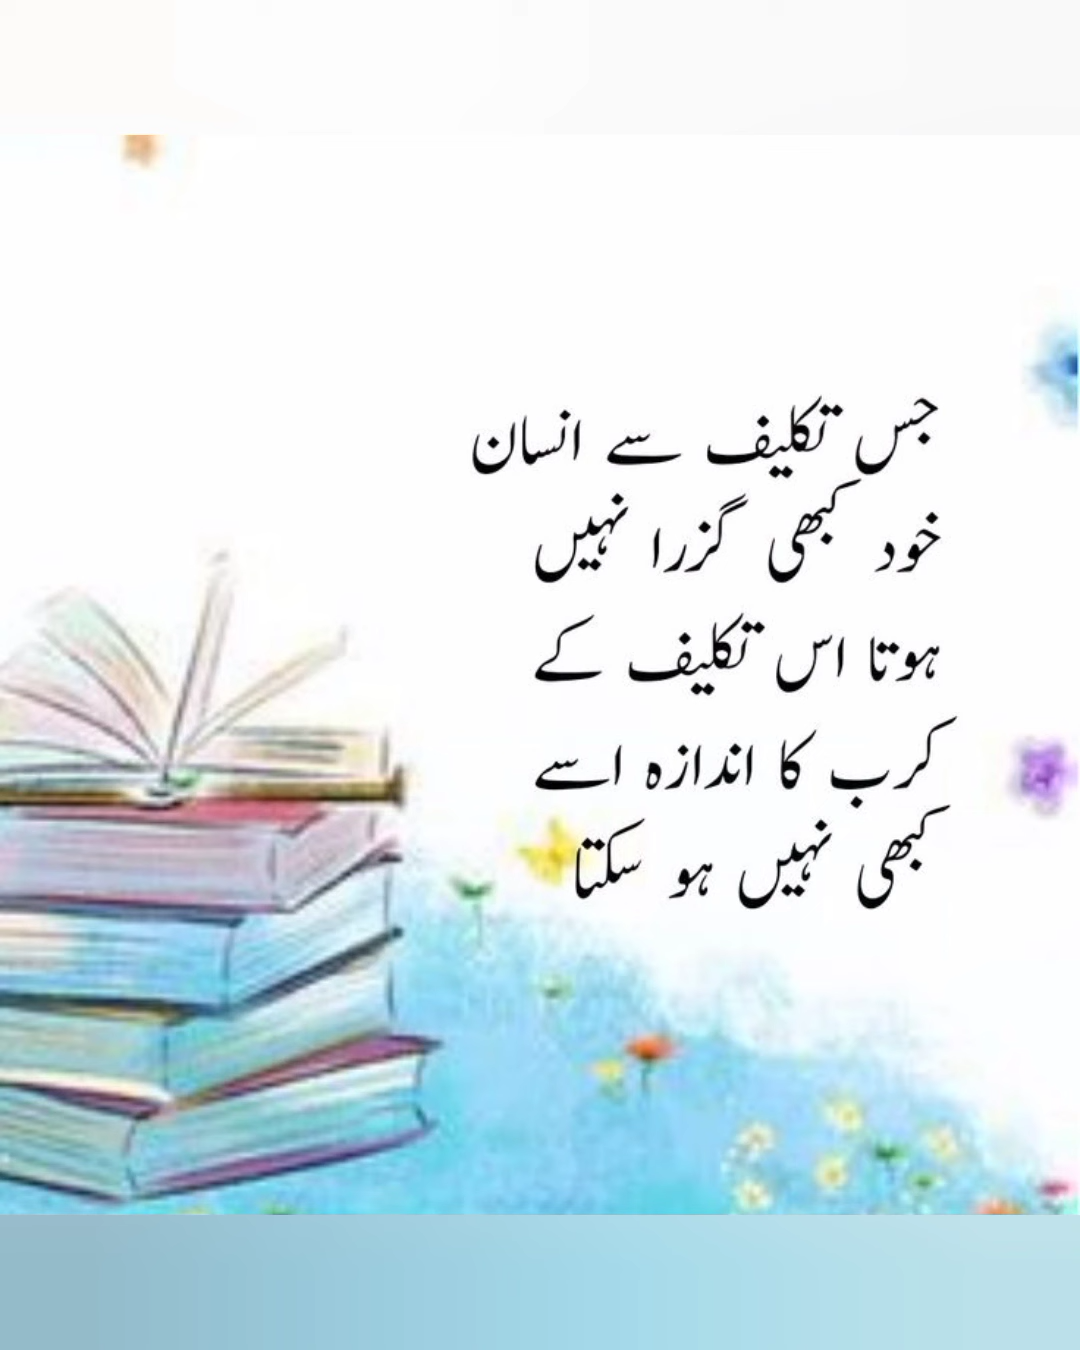 جس تکلیف سے انسان
خود کبھی گزرا نہیں
ہوتا اس تکلیف کے
کرب کا اندازہ اسے
کبھی نہیں ہو سکتا